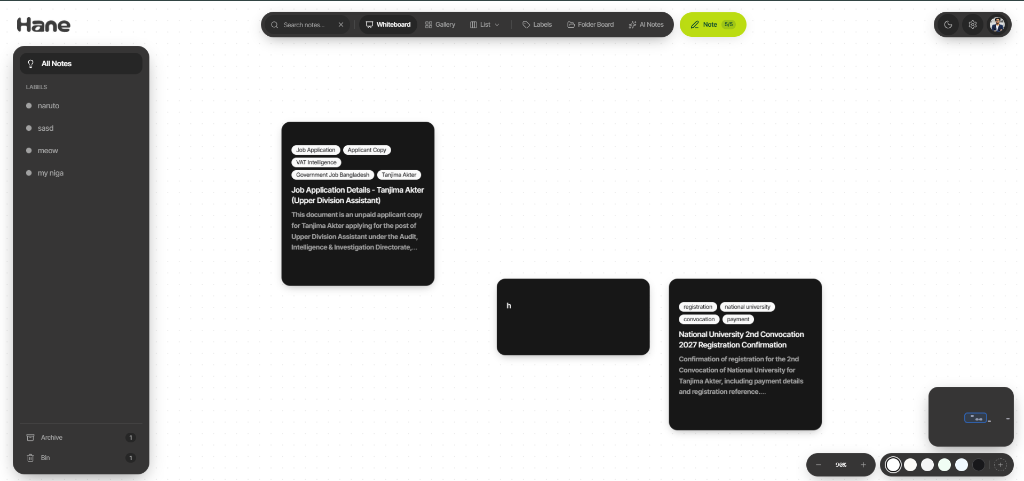 Hane
Search notes...
Whiteboard
Gallery
List
Labels
Folder Board
AI Notes
Note 5/5
All Notes
LABELS
naruto
sasd
meow
my niga
Archive 1
Bin 1
Job Application Applicant Copy
VAT Intelligence
Government Job Bangladesh Tanjima Akter
Job Application Details - Tanjima Akter
(Upper Division Assistant)
This document is an unpaid applicant copy
for Tanjima Akter applying for the post of
Upper Division Assistant under the Audit,
Intelligence & Investigation Directorate,...
h
registration national university
convocation payment
National University 2nd Convocation
2027 Registration Confirmation
Confirmation of registration for the 2nd
Convocation of National University for
Tanjima Akter, including payment details
and registration reference....